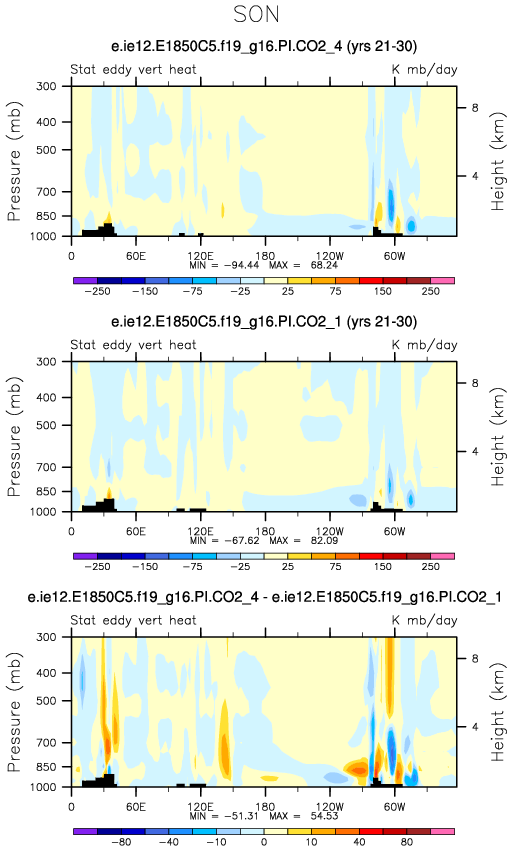 SON
e.ie12.E1850C5.f19_g16.PI.CO2_4 (yrs 21-30)
Stat eddy vert heat K mb/day
Pressure (mb)
Height (km)
300
400
500
700
850
1000
8
4
0 60E 120E 180 120W 60W
MIN = -94.44 MAX = 68.24
-250 -150 -75 -25 25 75 150 250
-150 -75 -25 25 75 150 250
e.ie12.E1850C5.f19_g16.PI.CO2_1 (yrs 21-30)
Stat eddy vert heat K mb/day
Pressure (mb)
Height (km)
300
400
500
700
850
1000
8
4
0 60E 120E 180 120W 60W
MIN = -67.62 MAX = 82.09
-250 -150 -75 -25 25 75 150 250
e.ie12.E1850C5.f19_g16.PI.CO2_4 - e.ie12.E1850C5.f19_g16.PI.CO2_1
Stat eddy vert heat K mb/day
Pressure (mb)
Height (km)
300
400
500
700
850
1000
8
4
0 60E 120E 180 120W 60W
MIN = -51.31 MAX = 54.53
-80 -40 -10 0 10 40 80